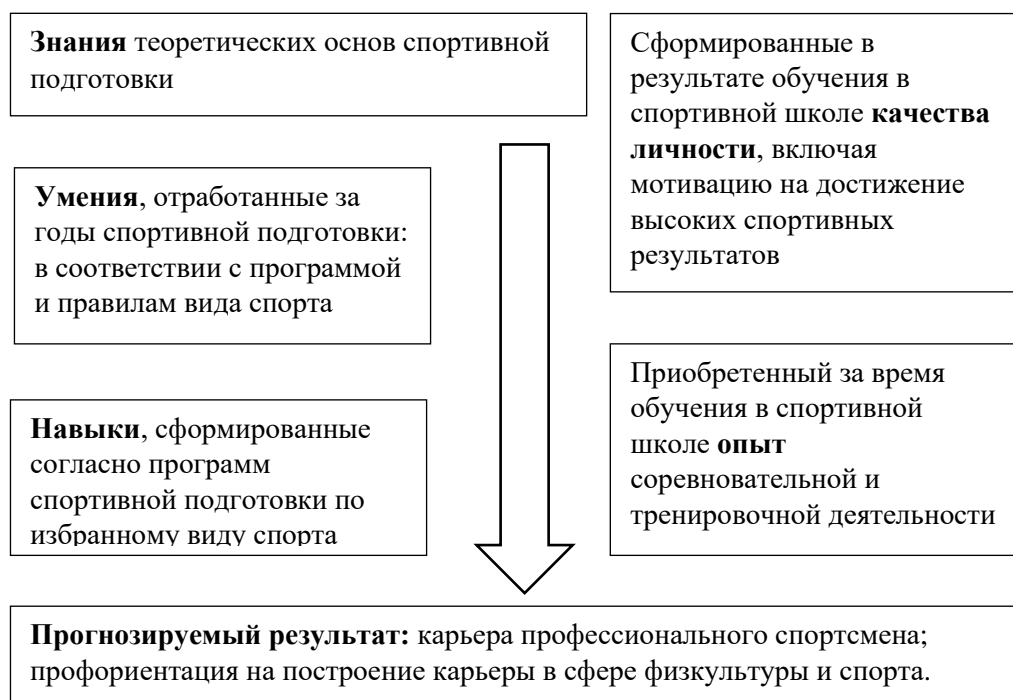 Знания теоретических основ спортивной
подготовки
Умения, отработанные за
годы спортивной подготовки:
в соответствии с программой
и правилам вида спорта
Навыки, сформированные
согласно программ
спортивной подготовки по
избранному виду спорта
Сформированные в
результате обучения в
спортивной школе качества
личности, включая
мотивацию на достижение
высоких спортивных
результатов
Приобретенный за время
обучения в спортивной
школе опыт
соревновательной и
тренировочной деятельности
Прогнозируемый результат: карьера профессионального спортсмена;
профориентация на построение карьеры в сфере физкультуры и спорта.